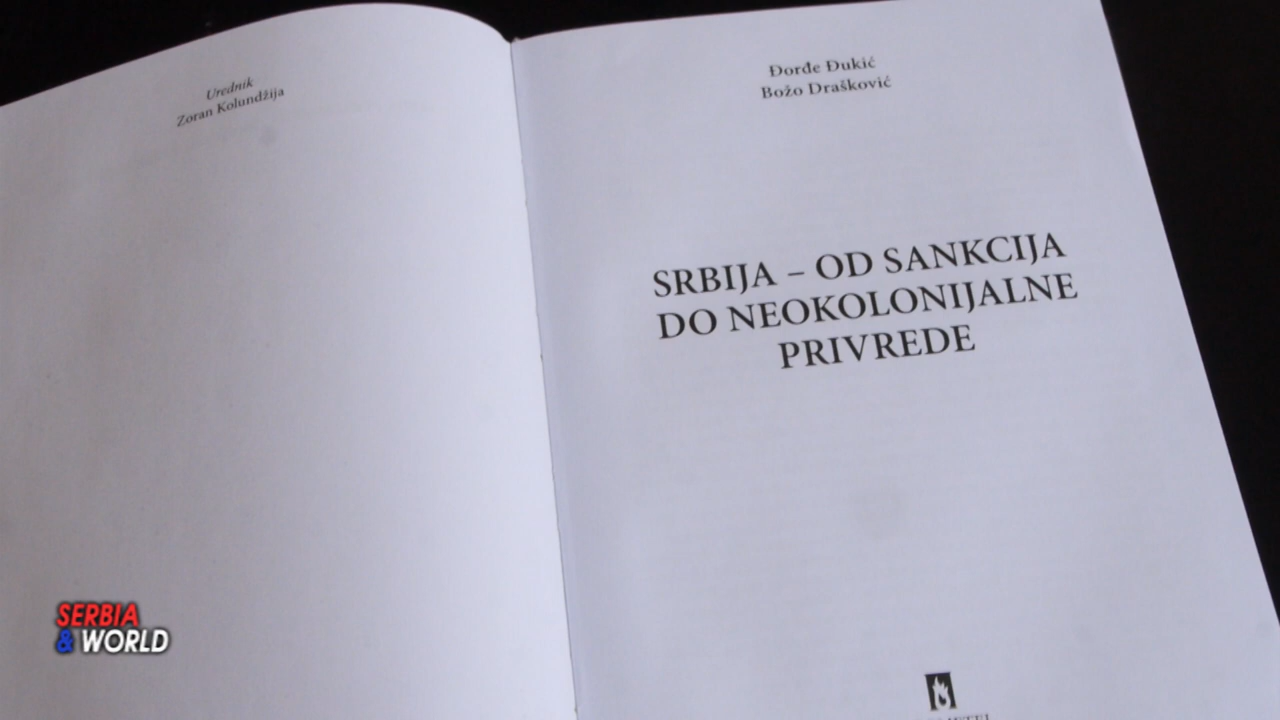 Urednik
Zoran Kolundžija
Đorđe Đukić
Božo Drašković
SRBIJA – OD SANKCIJA
DO NEOKOLONIJALNE
PRIVREDE
SERBIA
& WORLD